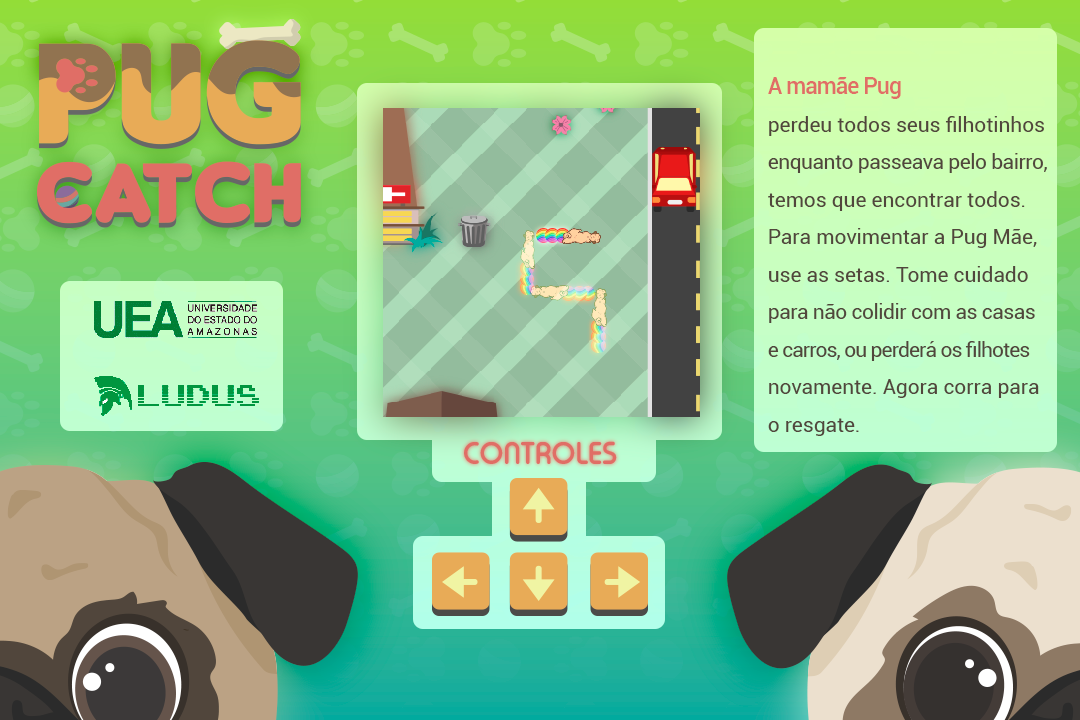 PUG
CATCH
UEA
UNIVERSIDADE
DO ESTADO DO
AMAZONAS
LUDUS
CONTROLES
A mamãe Pug
perdeu todos seus filhotinhos
enquanto passeava pelo bairro,
temos que encontrar todos.
Para movimentar a Pug Mãe,
use as setas. Tome cuidado
para não colidir com as casas
e carros, ou perderá os filhotes
novamente. Agora corra para
o resgate.